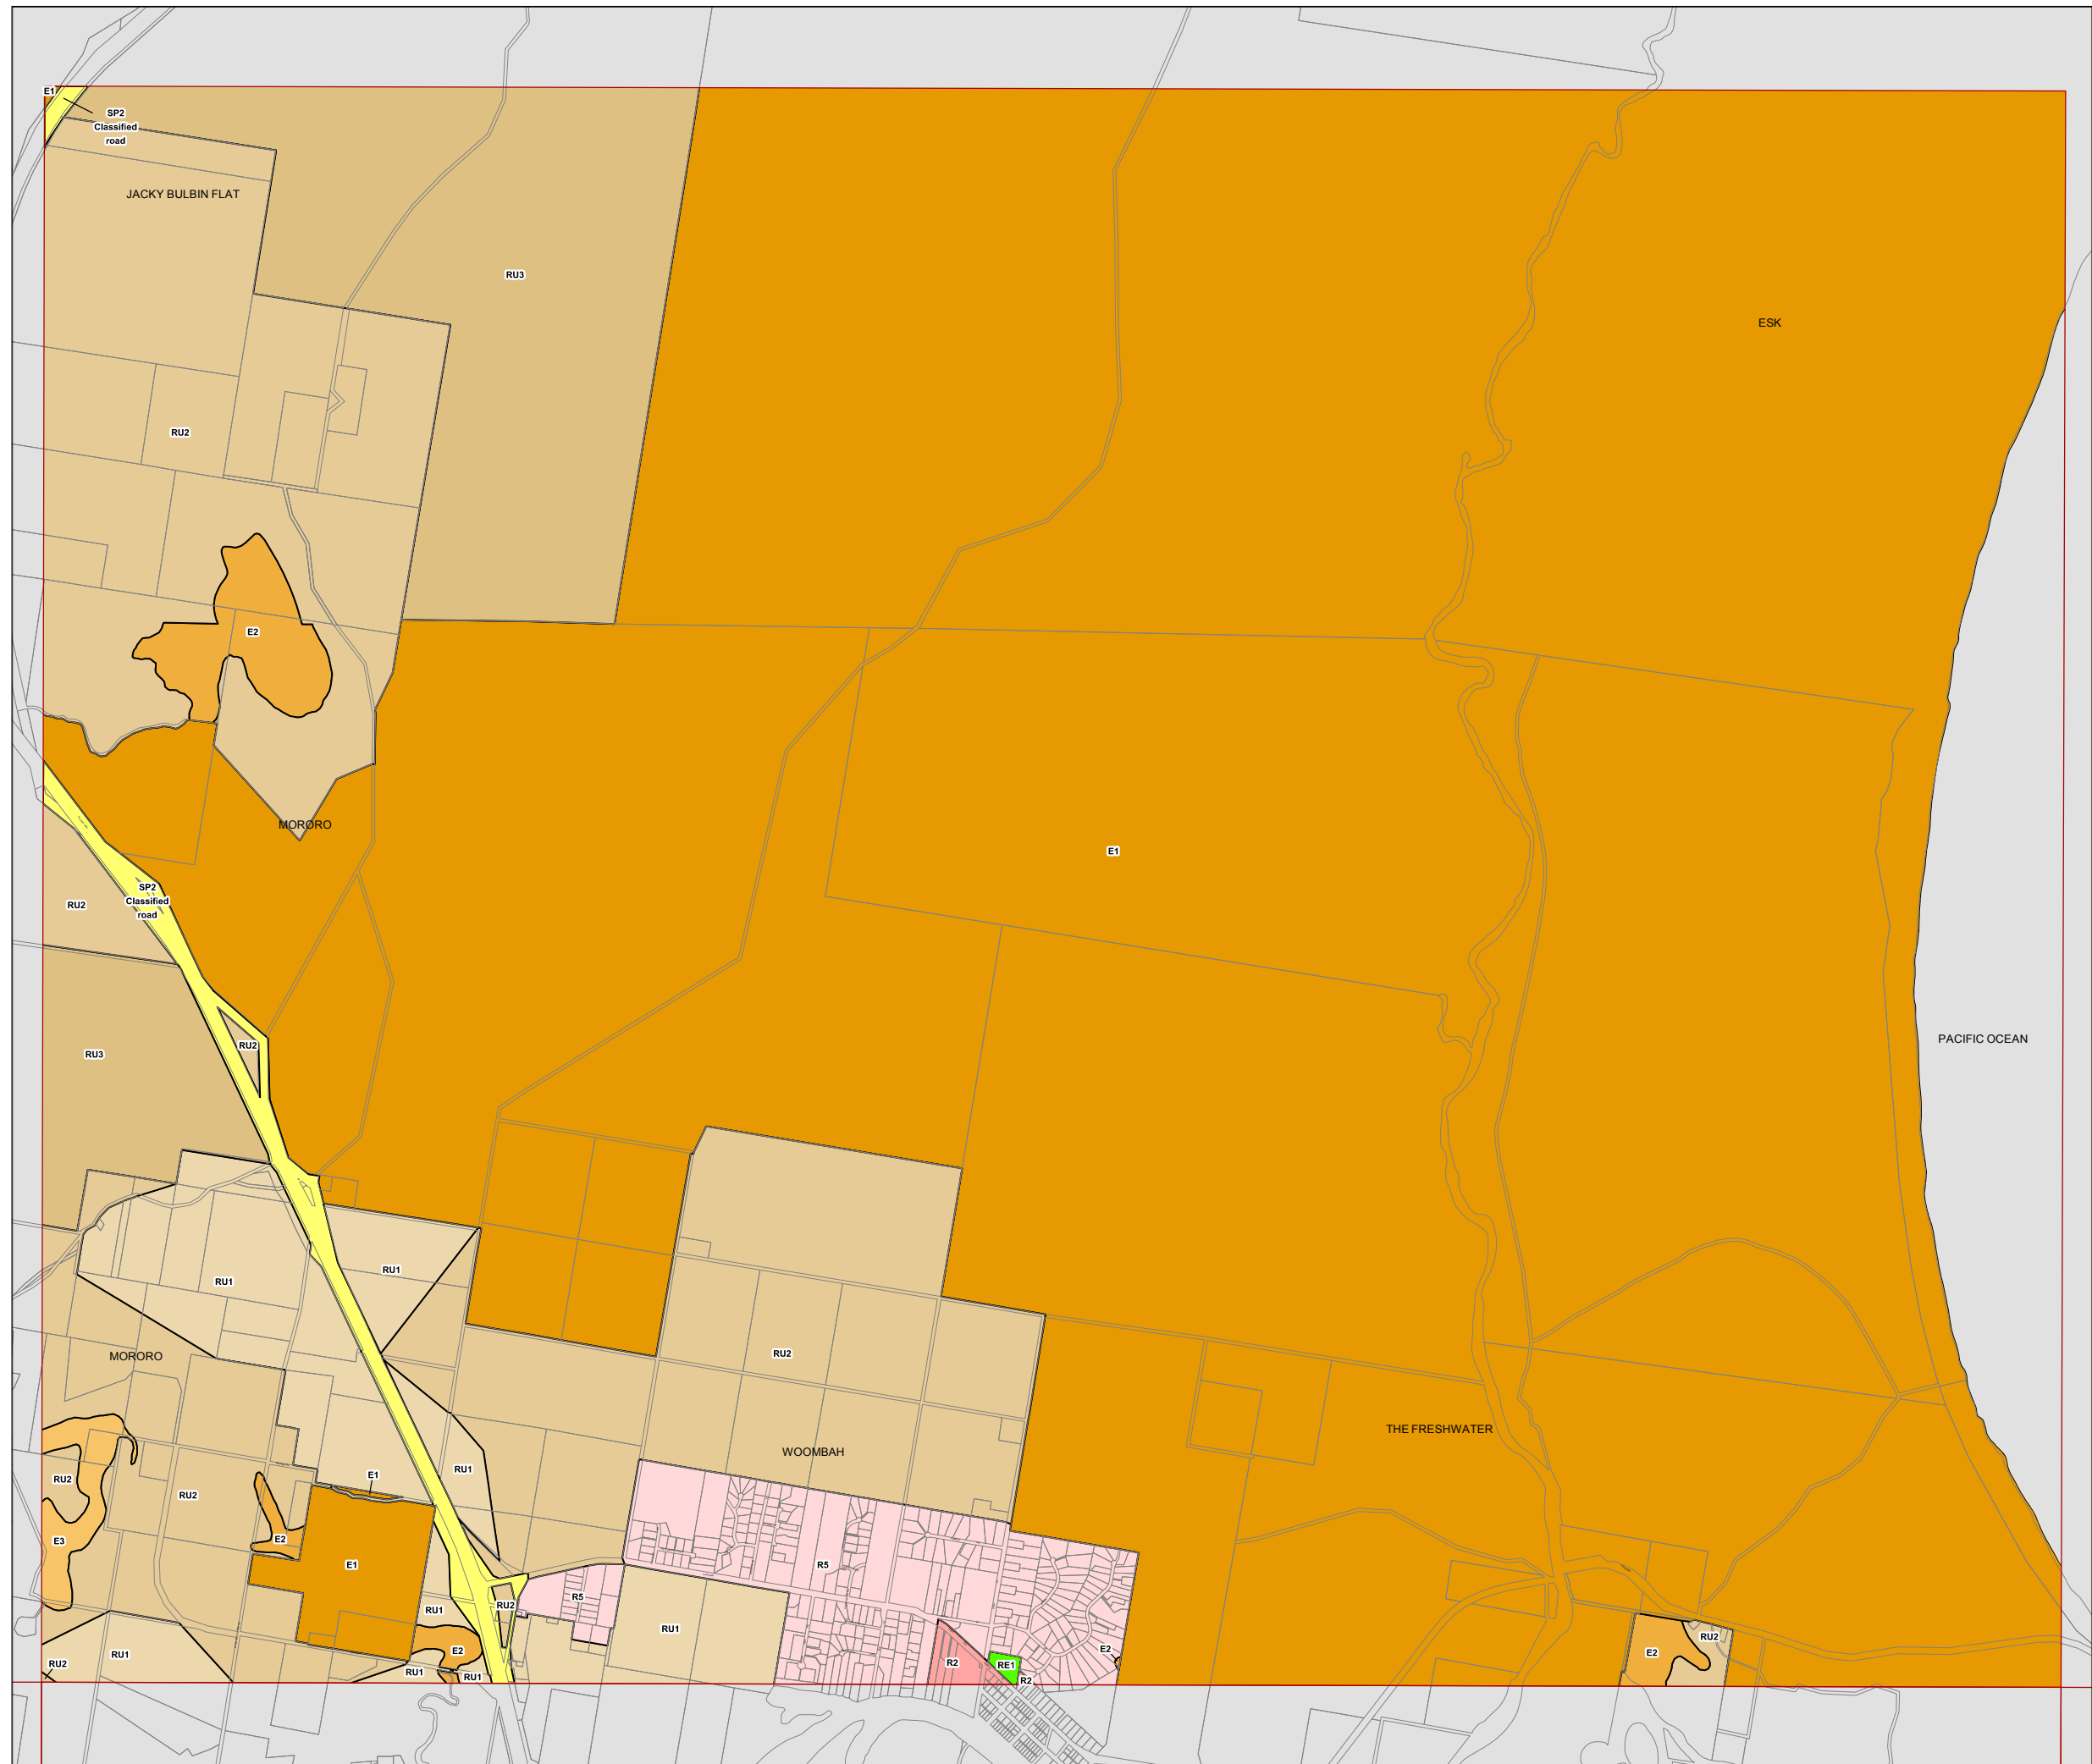 E1
SP2
Classified
road
JACKY BULBIN FLAT
RU3
ESK
RU2
E2
MORORO
E1
SP2
Classified
road
RU2
RU2
RU3
PACIFIC OCEAN
RU1
RU1
MORORO
RU2
THE FRESHWATER
WOOMBAH
RU1
E1
RU2
RU2
E3
E2
E1
R5
R5
RU2
RU1
RU1
RU2
E2
E2
E2
RU1
R2
RE1
RU2
RU1
RU1
R2